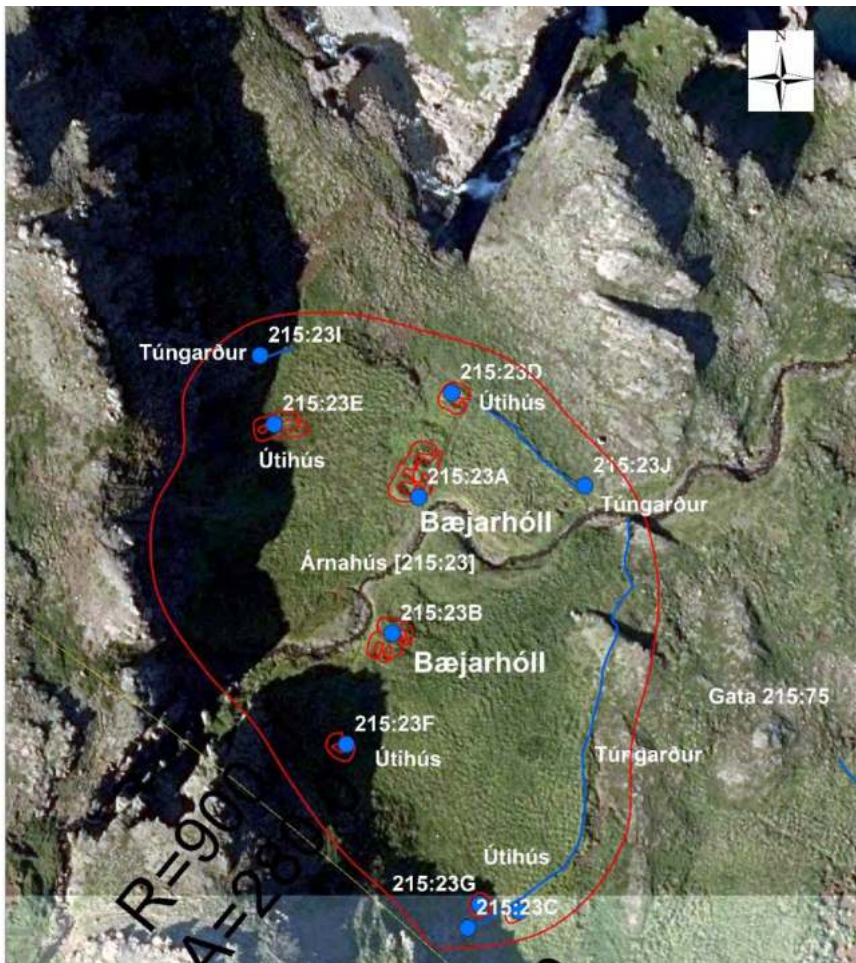 N
215:23I
Túngarður
215:23D
Útihús
215:23E
Útihús
215:23A
215:23J
Túngarður
Bæjarhóll
Árnahús [215:23]
215:23B
Bæjarhóll
Gata 215:75
215:23F
Útihús
Túngarður
R=900
Útihús
215:23G
215:23C